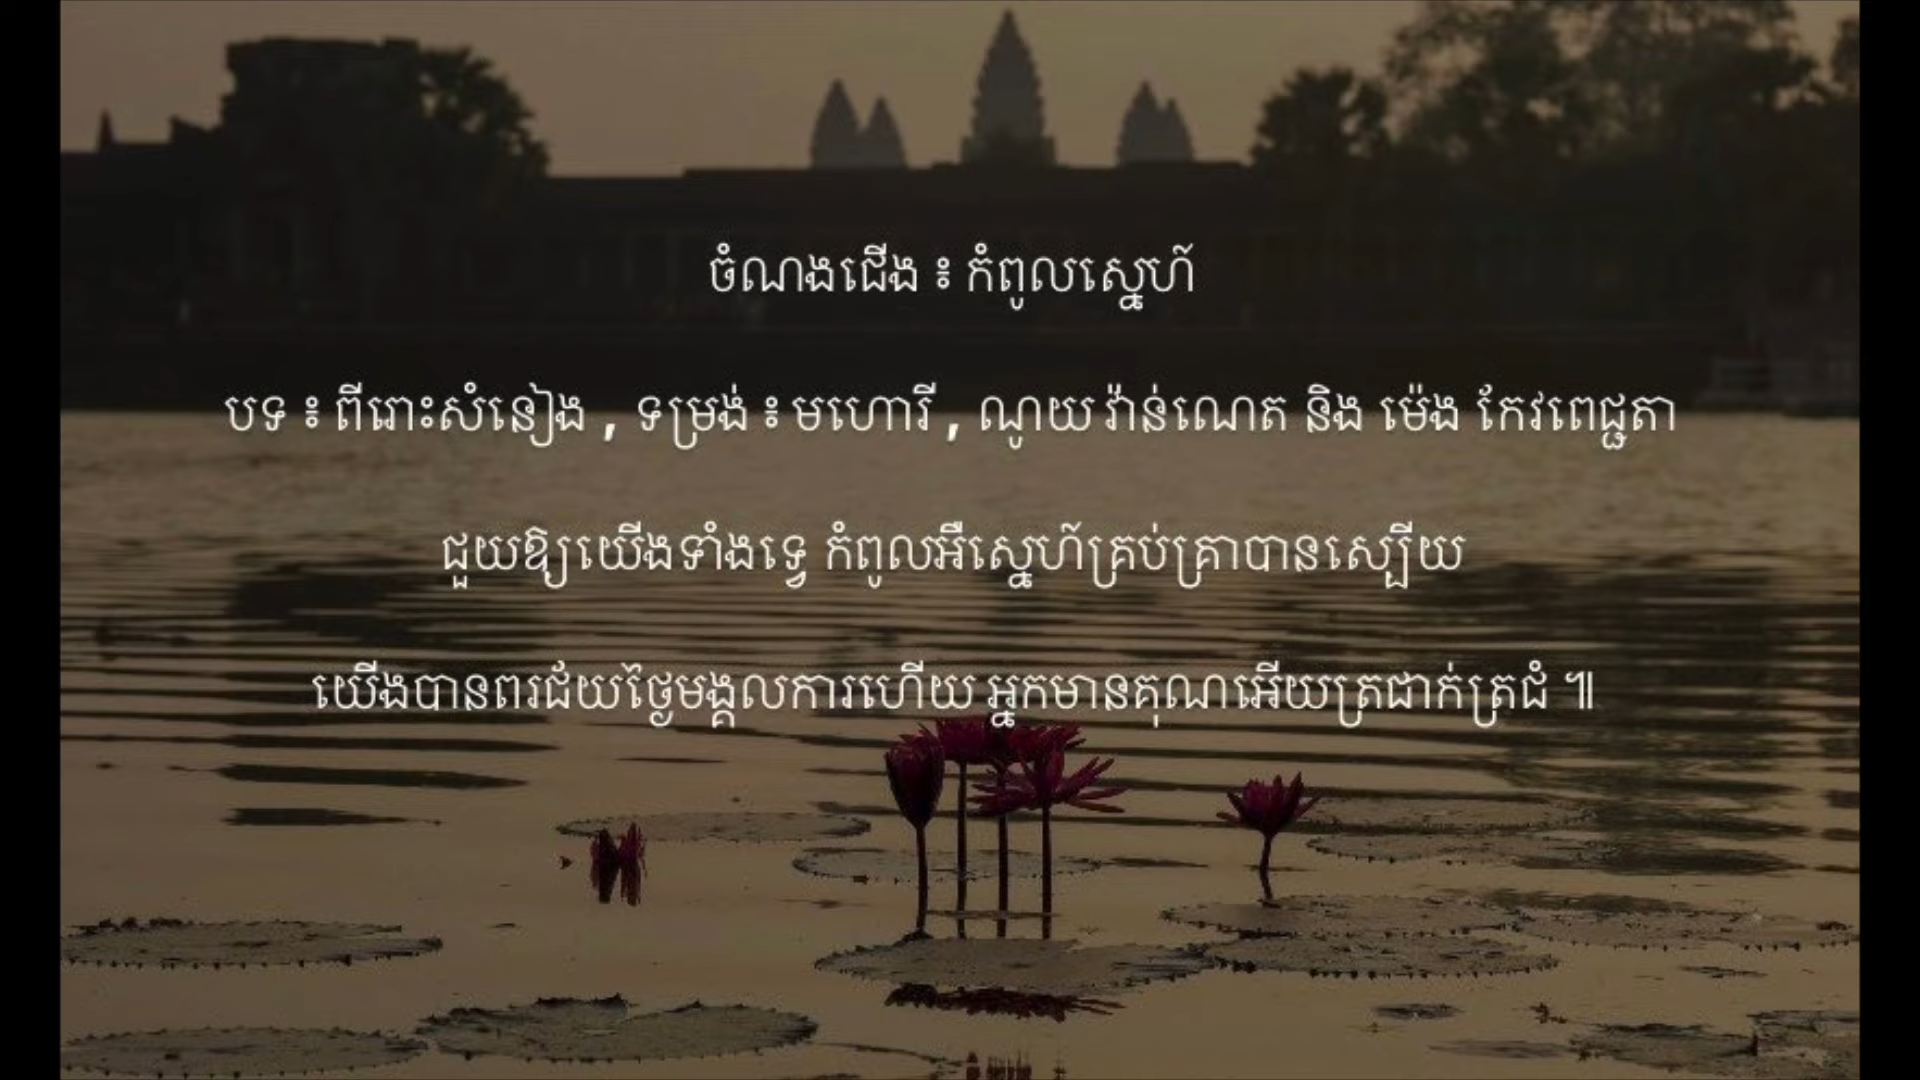 ចំណងជើង ៖ កំពូលស្នេហ៍
បទ ៖ ពីរោះសំនៀង , ទម្រង់ ៖ មហោរី , ណូយ វ៉ាន់ណេត និង ម៉េង កែវពេជ្ជតា
ជួយឱ្យយើងទាំងទ្វេ កំពូលអីស្នេហ៍គ្រប់គ្រាបានស្បើយ
យើងបានពរជ័យថ្ងៃមង្គលការហើយ អ្នកមានគុណអើយត្រជាក់ត្រជំ ៕